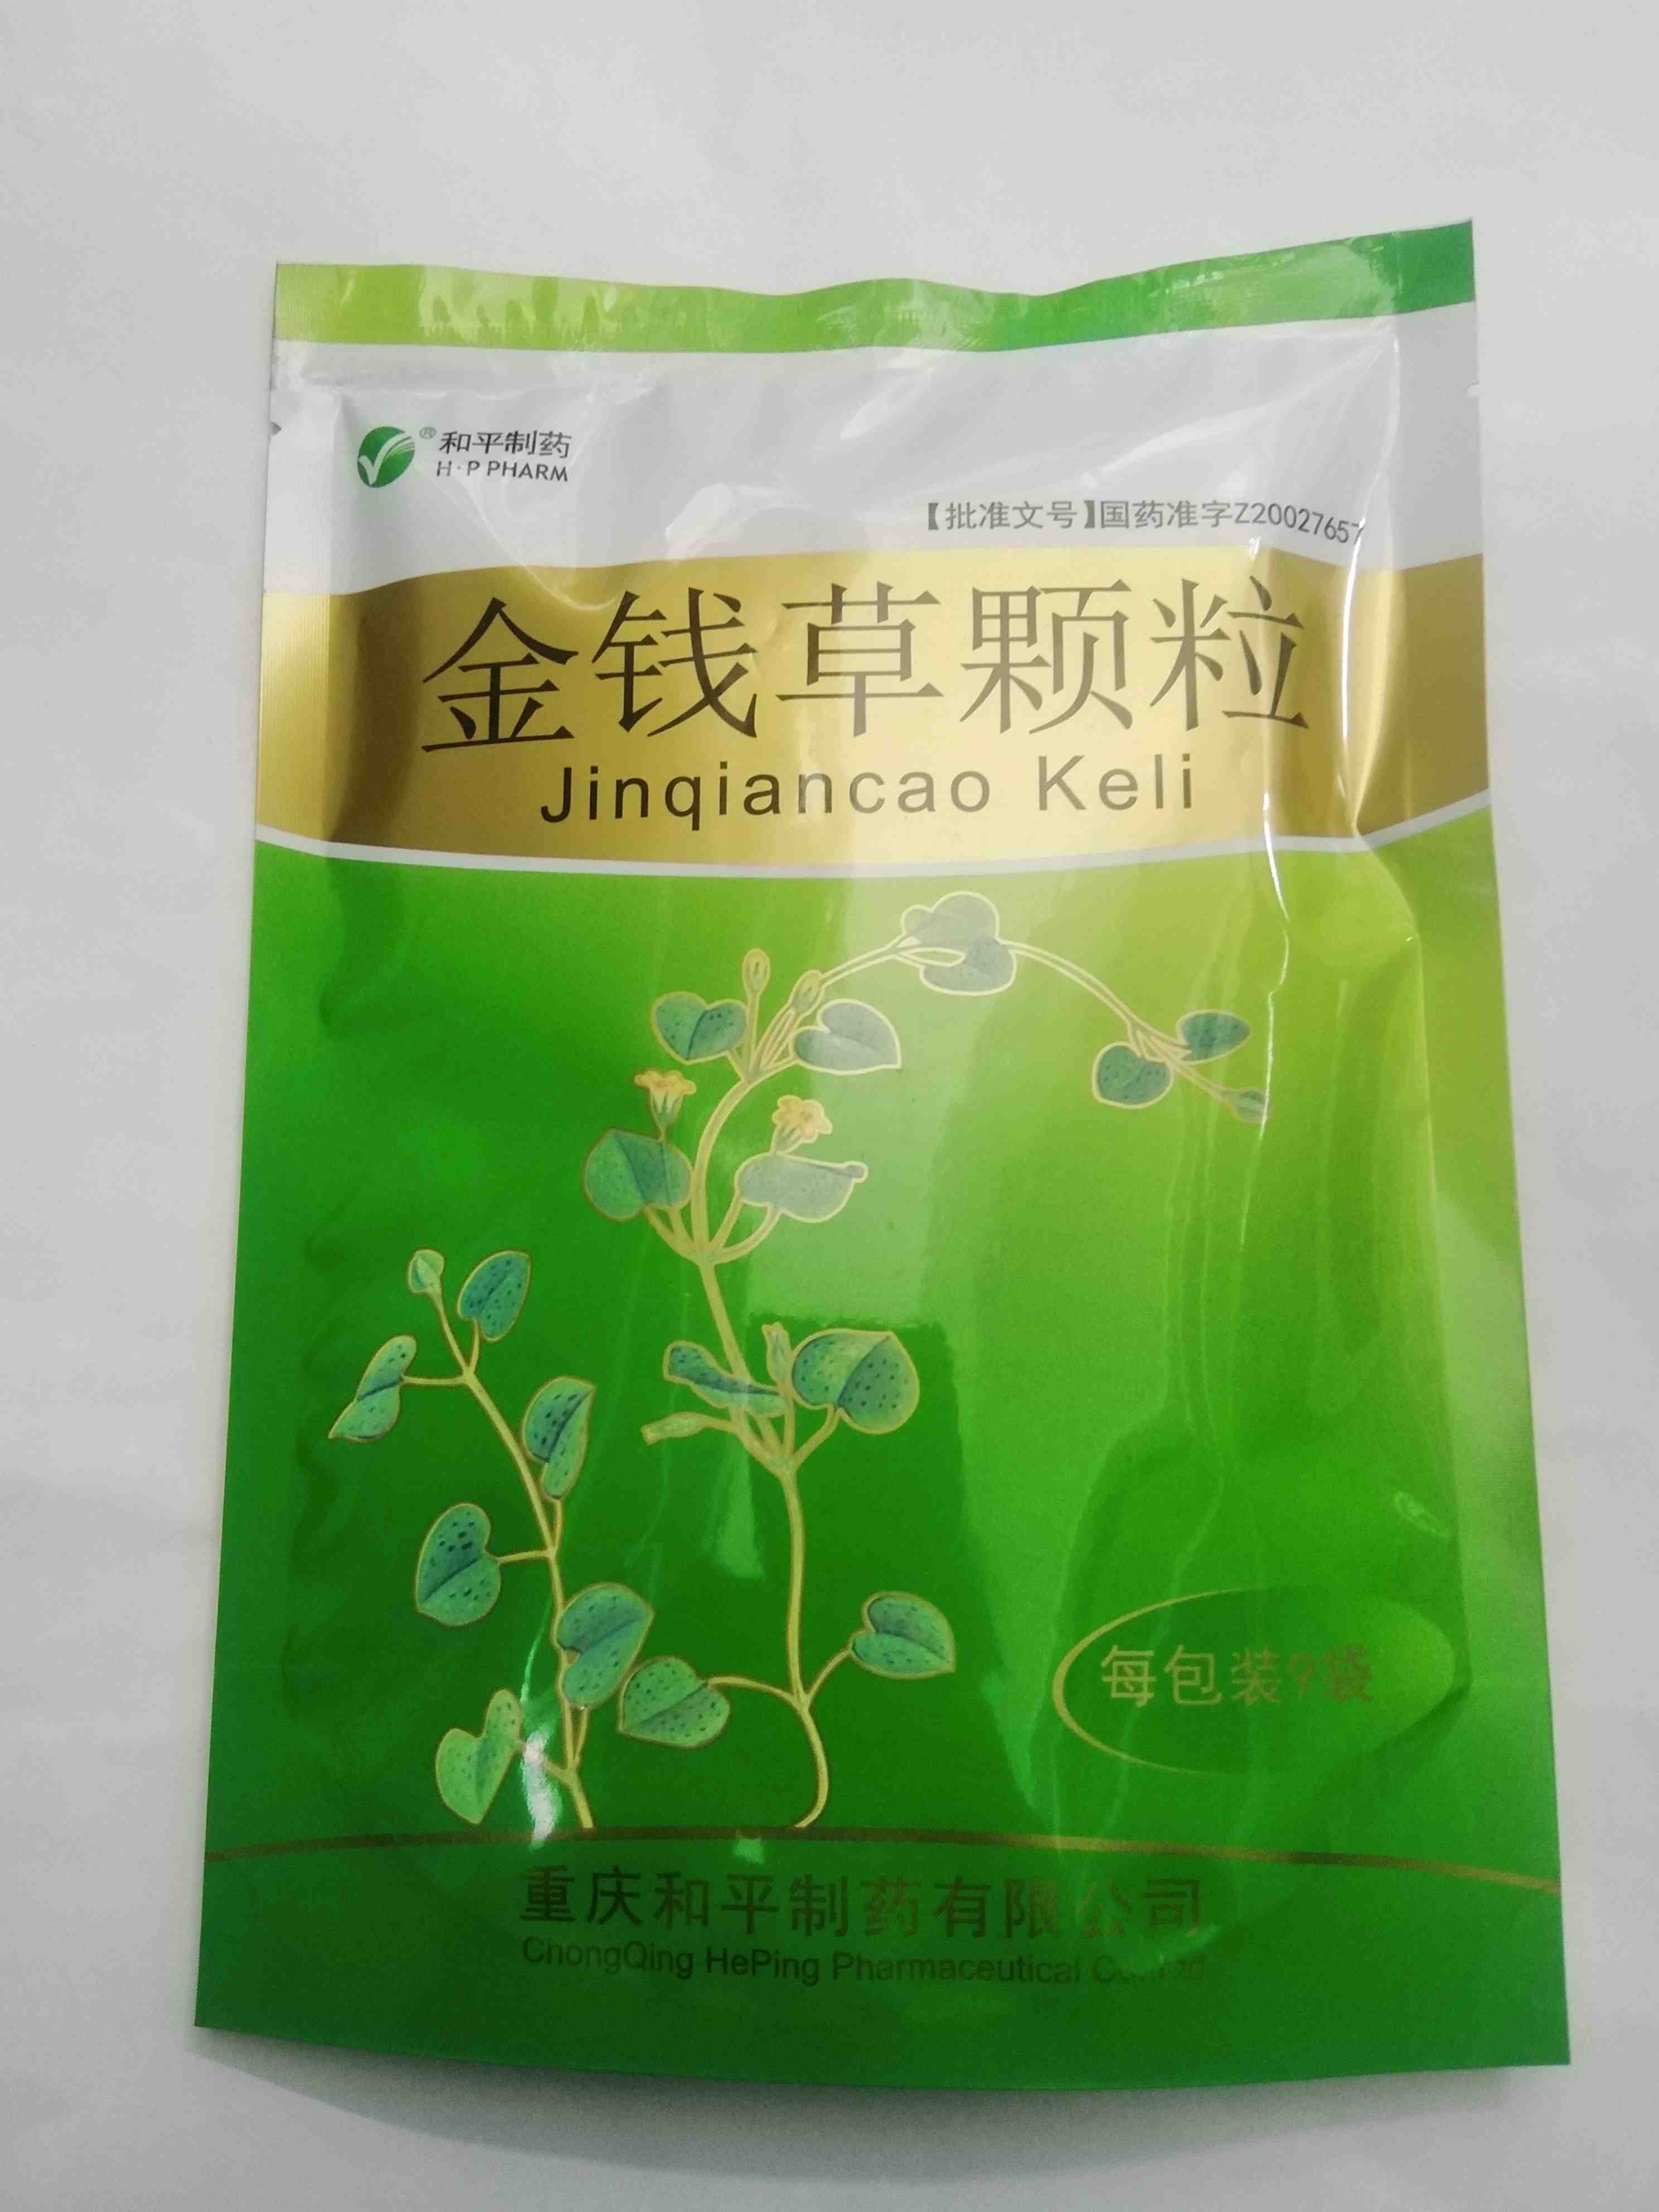 ®和平制药
H·P PHARM
【批准文号】国药准字Z20027657
金钱草颗粒
Jinqiancao Keli
每包装9袋
重庆和平制药有限公司
ChongQing HePing Pharmaceutical